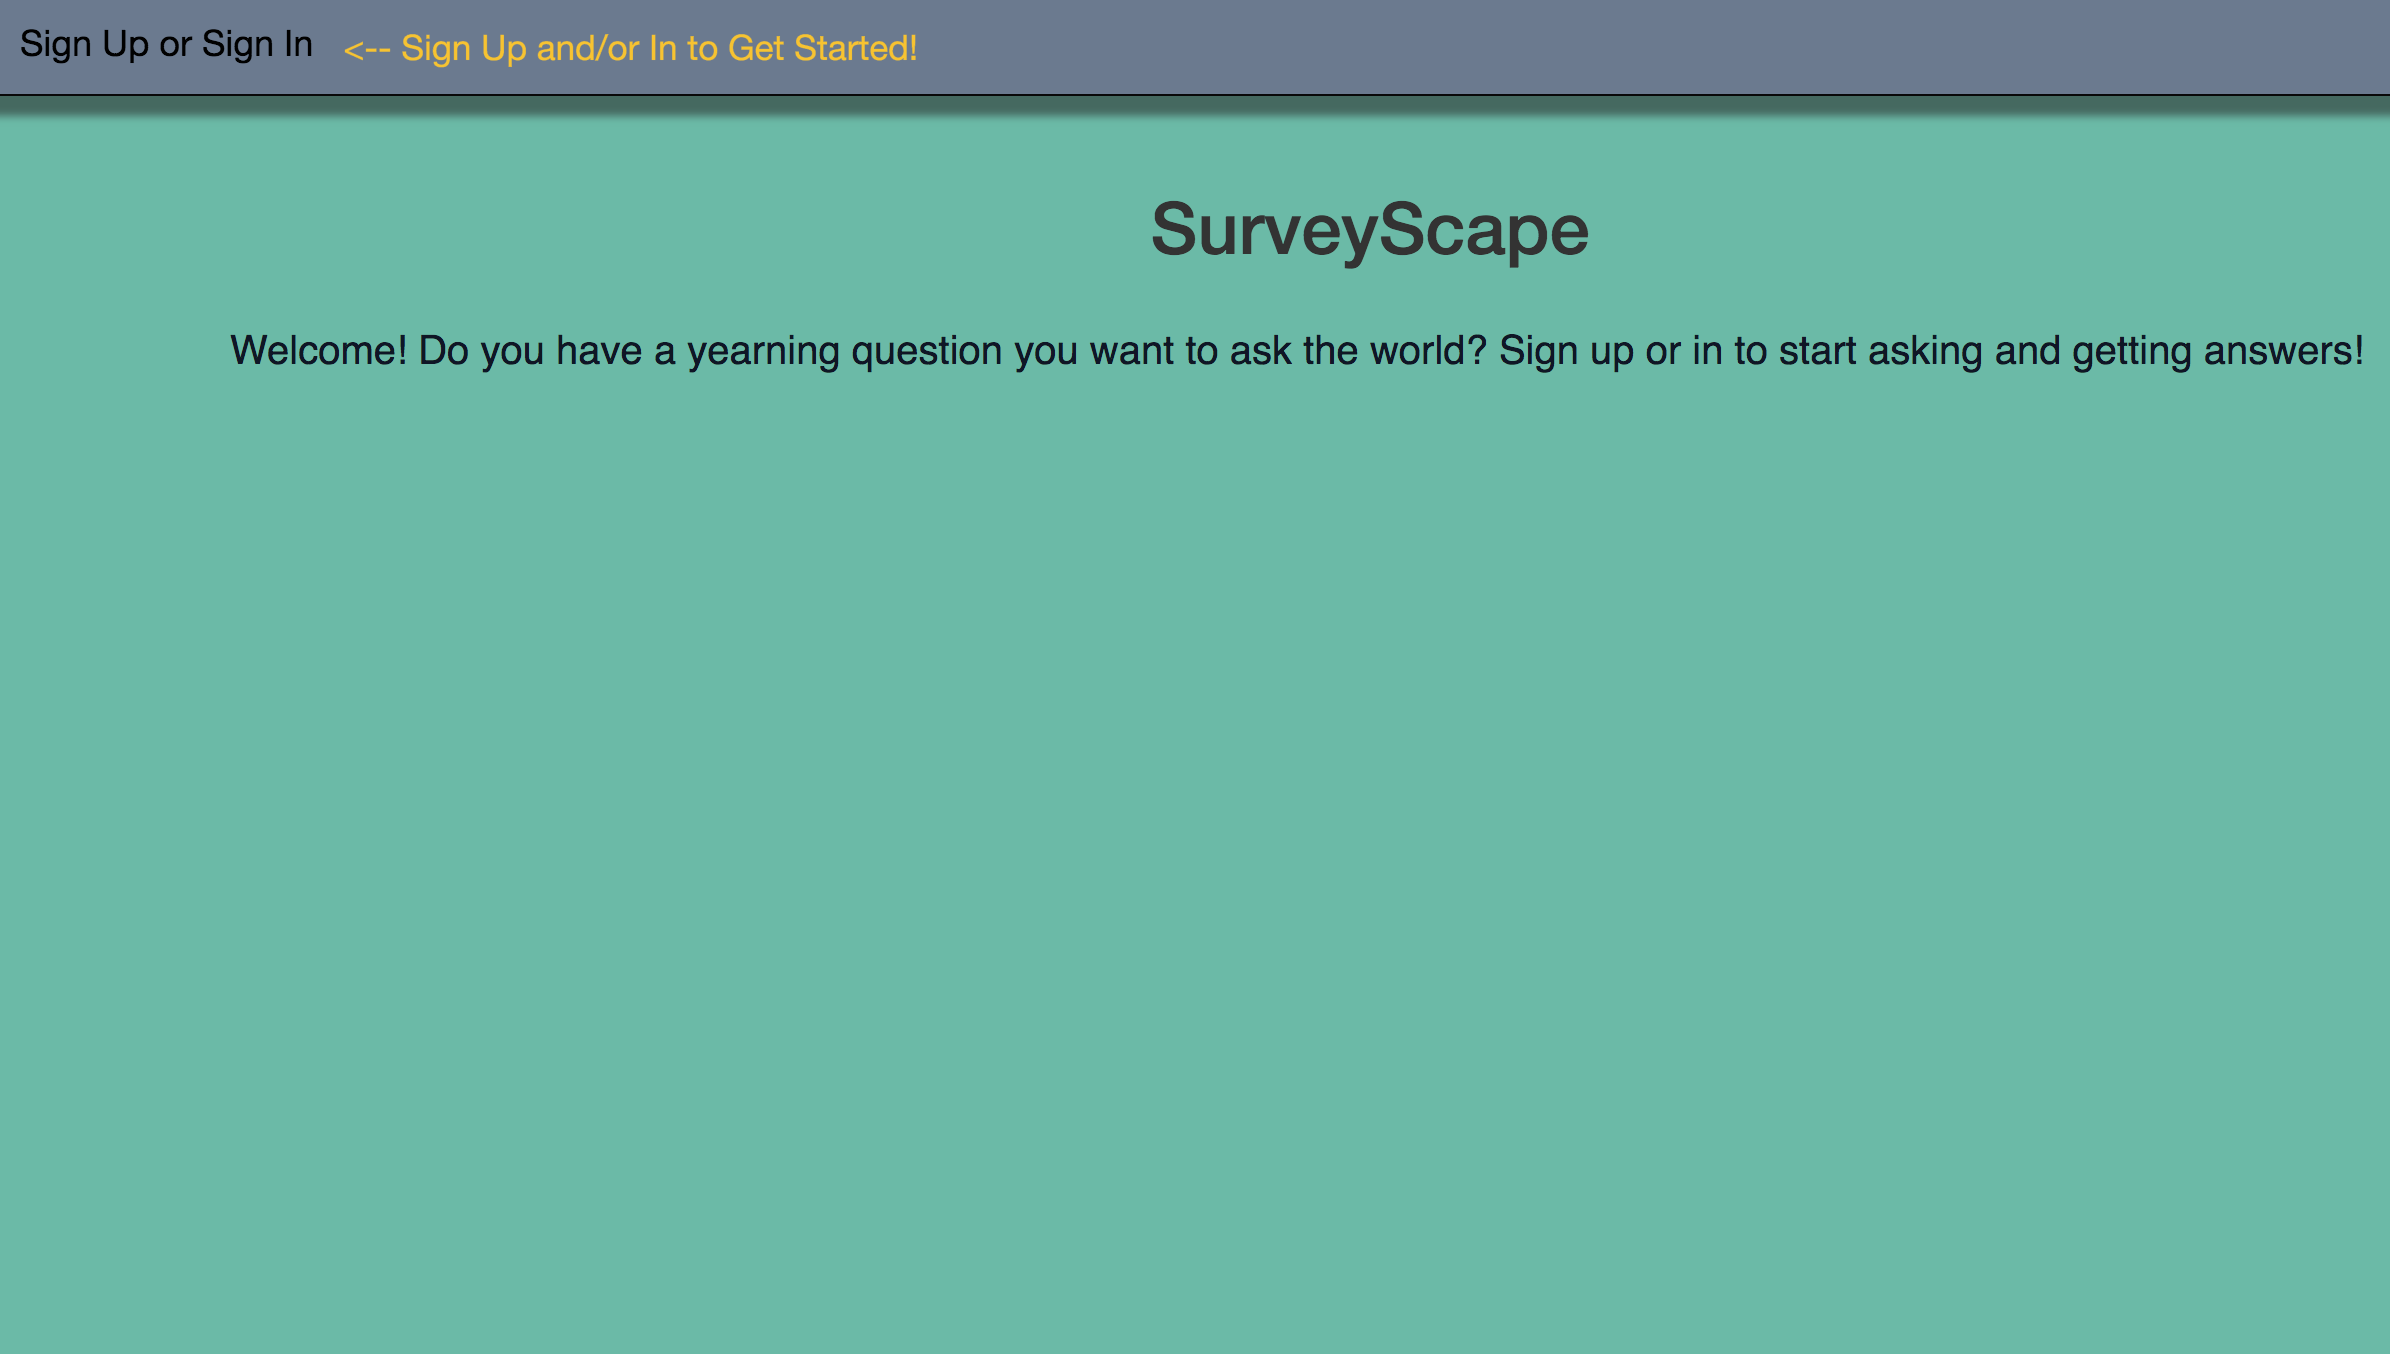 Sign Up or Sign In <-- Sign Up and/or In to Get Started!
SurveyScape
Welcome! Do you have a yearning question you want to ask the world? Sign up or in to start asking and getting answers!